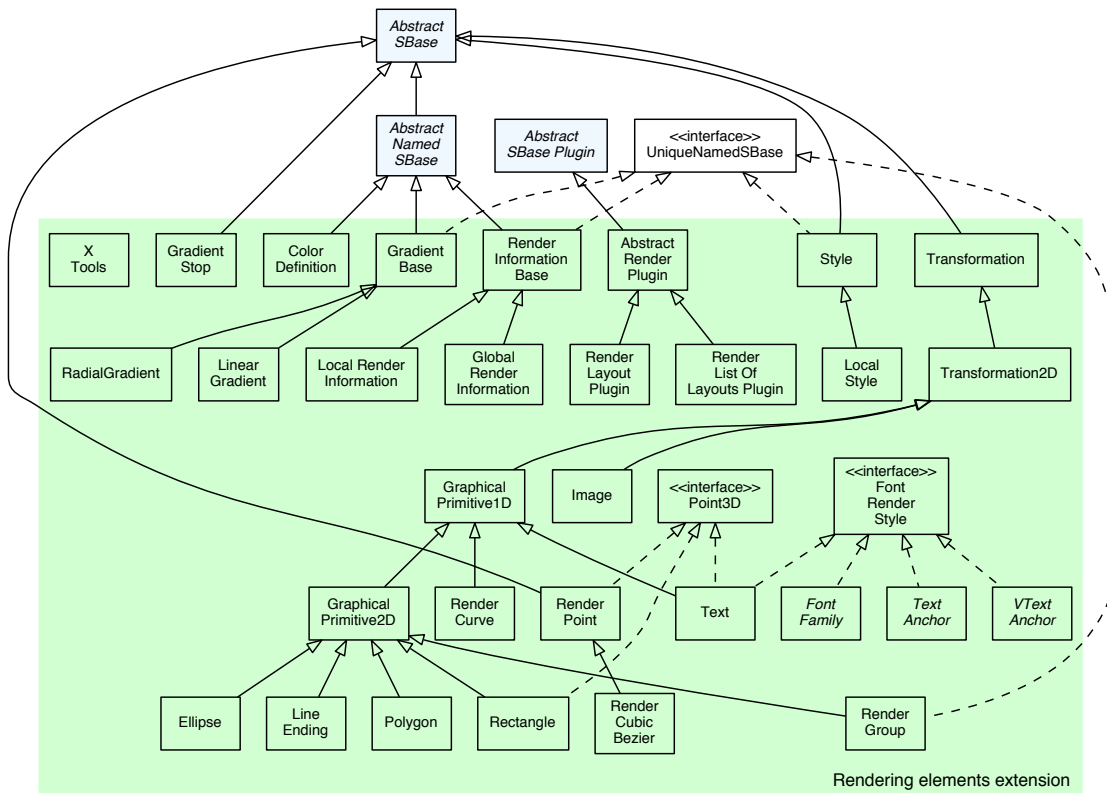 Abstract
SBase
Abstract
Named
SBase
Abstract
SBase Plugin
<<interface>>
UniqueNamedSBase
X
Tools
Gradient
Stop
Color
Definition
Gradient
Base
Render
Information
Base
Abstract
Render
Plugin
Style
Transformation
RadialGradient
Linear
Gradient
Local Render
Information
Global
Render
Information
Render
Layout
Plugin
Render
List Of
Layouts Plugin
Local
Style
Transformation2D
Graphical
Primitive1D
Image
<<interface>>
Point3D
<<interface>>
Font
Render
Style
Graphical
Primitive2D
Render
Curve
Render
Point
Text
Font
Family
Text
Anchor
VText
Anchor
Ellipse
Line
Ending
Polygon
Rectangle
Render
Cubic
Bezier
Render
Group
Rendering elements extension